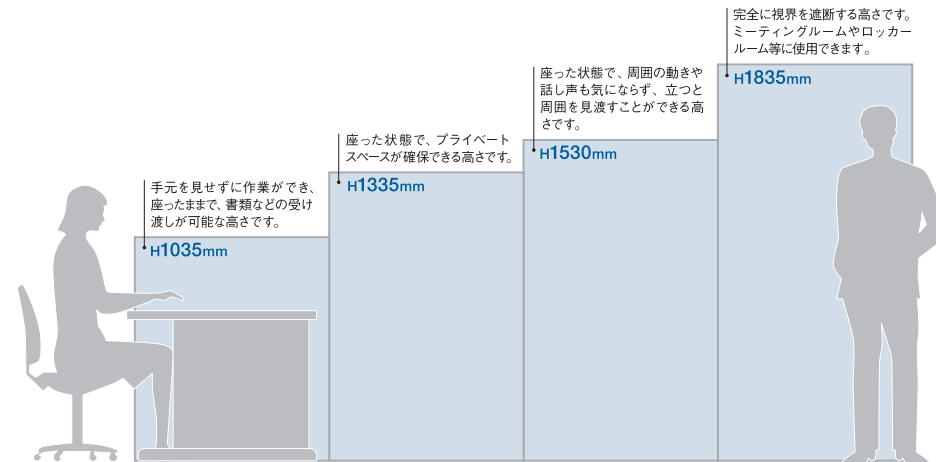 手元を見せずに作業ができ、
座ったままで、書類などの受け
渡しが可能な高さです。
H1035mm
座った状態で、プライベート
スペースが確保できる高さです。
H1335mm
座った状態で、周囲の動きや
話し声も気にならず、立つと
周囲を見渡すことができる高
さです。
H1530mm
完全に視界を遮断する高さです。
ミーティングルームやロッカー
ルーム等に使用できます。
H1835mm